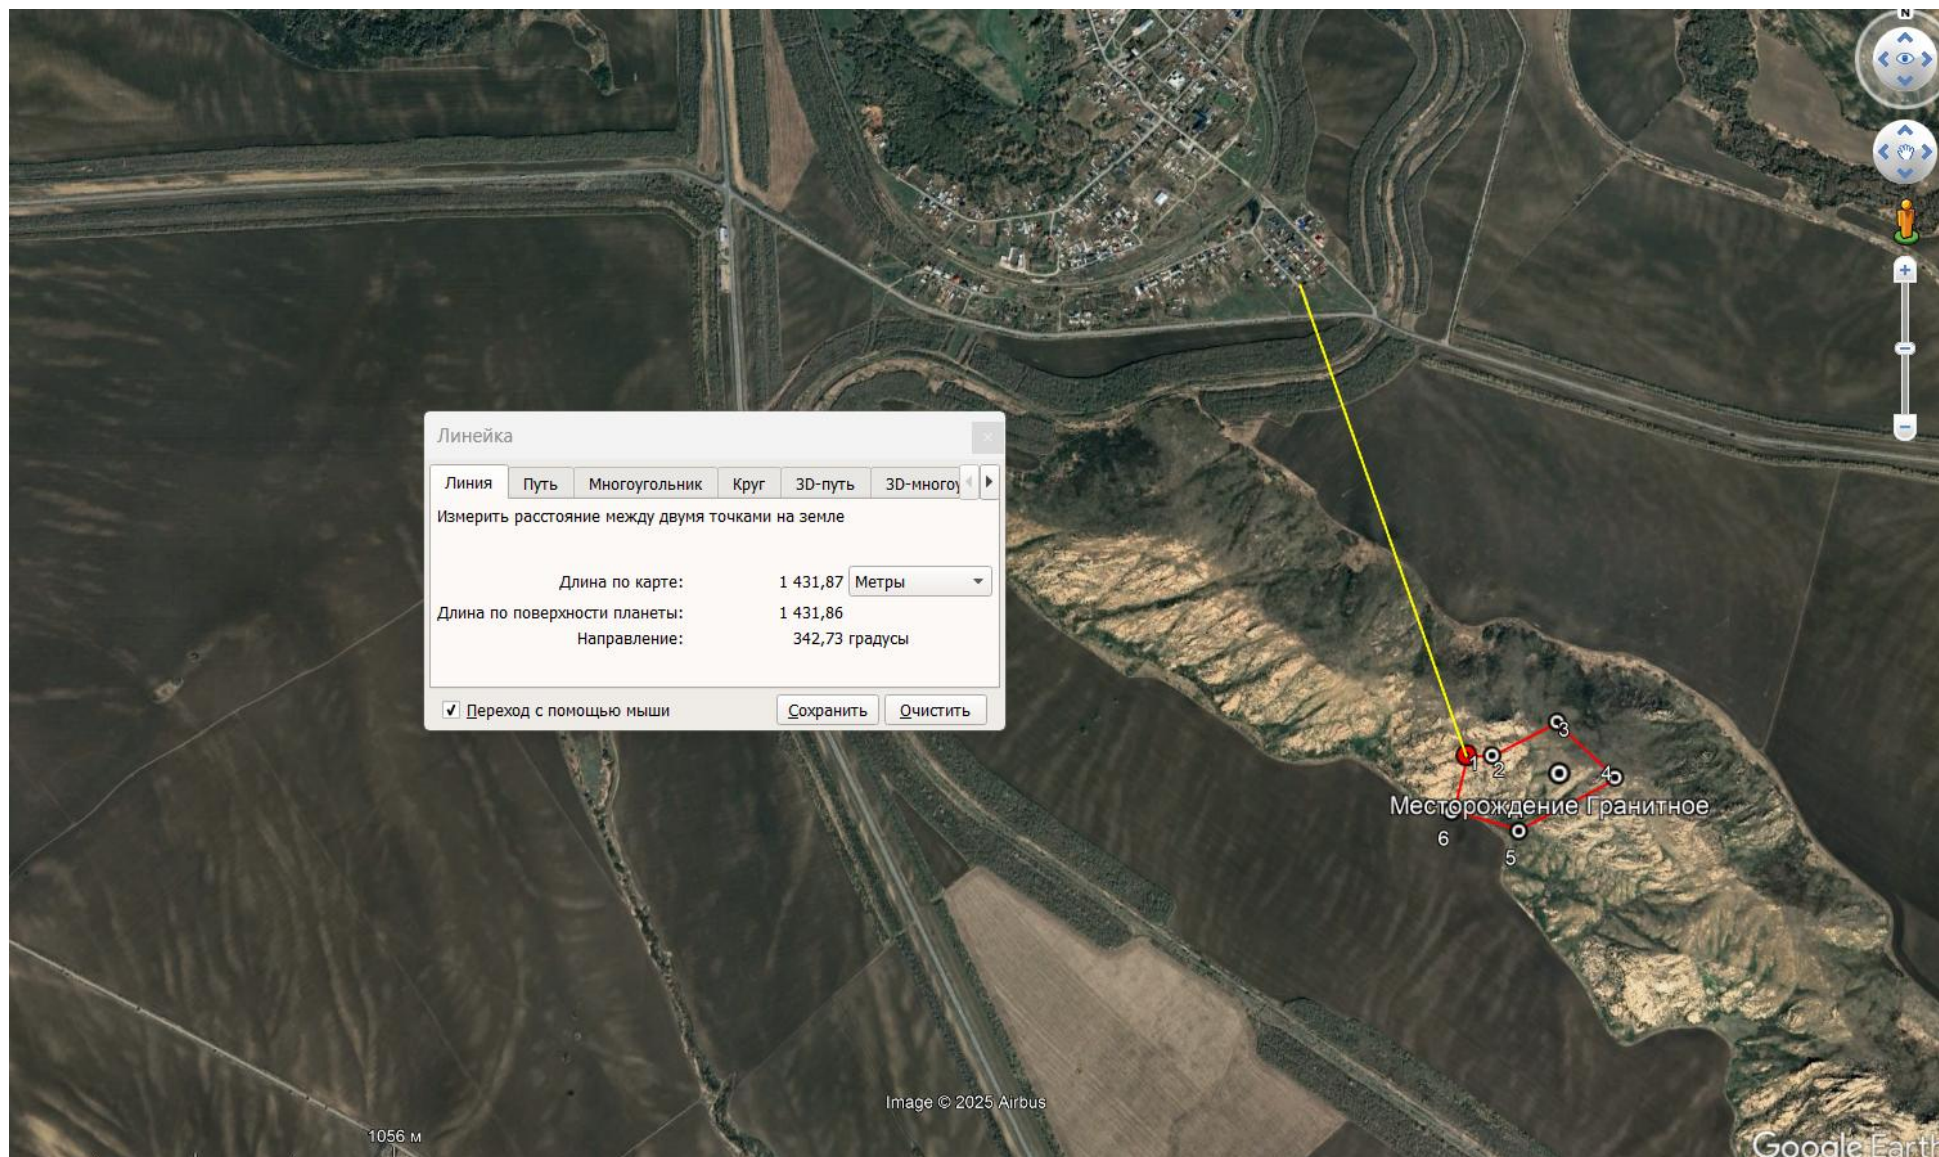 N
Линейка
Линия Путь Многоугольник Круг 3D-путь 3D-многоу
Измерить расстояние между двумя точками на земле
Длина по карте: 1 431,87 Метры
Длина по поверхности планеты: 1 431,86
Направление: 342,73 градусы
Переход с помощью мыши Сохранить Очистить
3
1 2 4
Месторождение Гранитное
6
5
Image © 2025 Airbus
1056 м
Google Earth